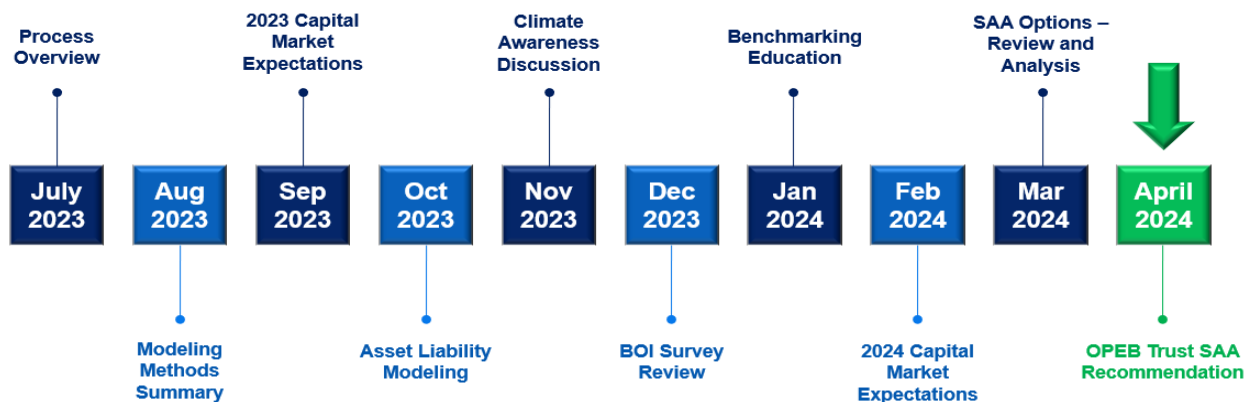 Process
Overview
2023 Capital
Market
Expectations
Climate
Awareness
Discussion
Benchmarking
Education
SAA Options –
Review and
Analysis
July
2023
Aug
2023
Sep
2023
Oct
2023
Nov
2023
Dec
2023
Jan
2024
Feb
2024
Mar
2024
April
2024
Modeling
Methods
Summary
Asset Liability
Modeling
BOI Survey
Review
2024 Capital
Market
Expectations
OPEB Trust SAA
Recommendation